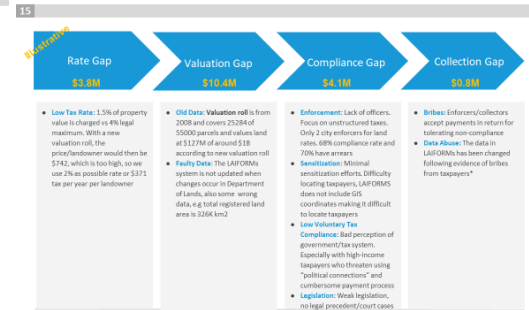 15
Illustrative
Rate Gap
$3.8M
Valuation Gap
$10.4M
Compliance Gap
$4.1M
Collection Gap
$0.8M
● Low Tax Rate: 1.5% of property
value is charged vs 4% legal
maximum. With a new
valuation roll, the
price/landowner would then be
$742, which is too high, so we
use 2% as possible rate or $371
tax per year per landowner
● Old Data: Valuation roll is from
2008 and covers 25284 of
55000 parcels and values land
at $127M of around $1B
according to new valuation roll
● Faulty Data: The LAIFORMs
system is not updated when
changes occur in Department
of Lands, also some wrong
data, e.g total registered land
area is 326K km2
● Enforcement: Lack of officers.
Focus on unstructured taxes.
Only 2 city enforcers for land
rates. 68% compliance rate and
70% have arrears
● Sensitization: Minimal
sensitization efforts. Difficulty
locating taxpayers, LAIFORMS
does not include GIS
coordinates making it difficult
to locate taxpayers
● Low Voluntary Tax
Compliance: Bad perception of
government/tax system.
Especially with high-income
taxpayers who threaten using
"political connections" and
cumbersome payment process
● Legislation: Weak legislation,
no legal precedent/court cases
● Bribes: Enforcers/collectors
accept payments in return for
tolerating non-compliance
● Data Abuse: The data in
LAIFORMs has been changed
following evidence of bribes
from taxpayers*